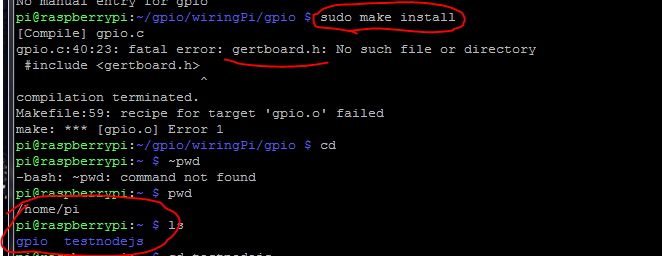 No manual entry for gpio
pi@raspberrypi:~/gpio/wiringPi/gpio $ sudo make install
[Compile] gpio.c
gpio.c:40:23: fatal error: gertboard.h: No such file or directory
#include <gertboard.h>
^
compilation terminated.
Makefile:59: recipe for target 'gpio.o' failed
make: *** [gpio.o] Error 1
pi@raspberrypi:~/gpio/wiringPi/gpio $ cd
pi@raspberrypi:~ $ ~pwd
-bash: ~pwd: command not found
pi@raspberrypi:~ $ pwd
/home/pi
pi@raspberrypi:~ $ ls
gpio testnodejs
pi@raspberrypi:~ $ cd testnodejs